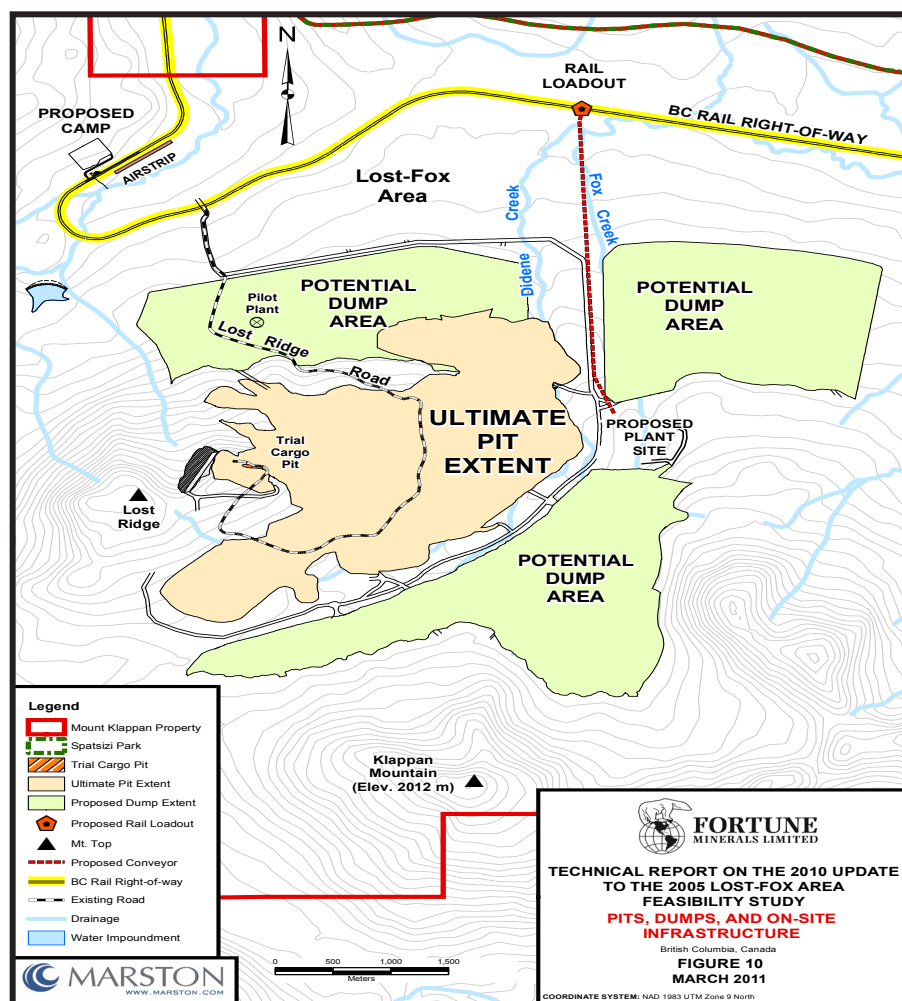 N
RAIL
LOADOUT
PROPOSED
CAMP
BC RAIL RIGHT-OF-WAY
AIRSTRIP
Lost-Fox
Area
Didene Creek
Fox Creek
POTENTIAL
DUMP
AREA
Pilot
Plant
POTENTIAL
DUMP
AREA
Lost Ridge Road
ULTIMATE
PIT
EXTENT
PROPOSED
PLANT
SITE
Trial
Cargo
Pit
Lost
Ridge
POTENTIAL
DUMP
AREA
Klappan
Mountain
(Elev. 2012 m)
Legend
Mount Klappan Property
Spatsizi Park
Trial Cargo Pit
Ultimate Pit Extent
Proposed Dump Extent
Proposed Rail Loadout
Mt. Top
Proposed Conveyor
BC Rail Right-of-way
Existing Road
Drainage
Water Impoundment
MARSTON
WWW.MARSTON.COM
0 500 1,000 1,500
Meters
FORTUNE
MINERALS LIMITED
TECHNICAL REPORT ON THE 2010 UPDATE
TO THE 2005 LOST-FOX AREA
FEASIBILITY STUDY
PITS, DUMPS, AND ON-SITE
INFRASTRUCTURE
British Columbia, Canada
FIGURE 10
MARCH 2011
COORDINATE SYSTEM: NAD 1983 UTM Zone 9 North